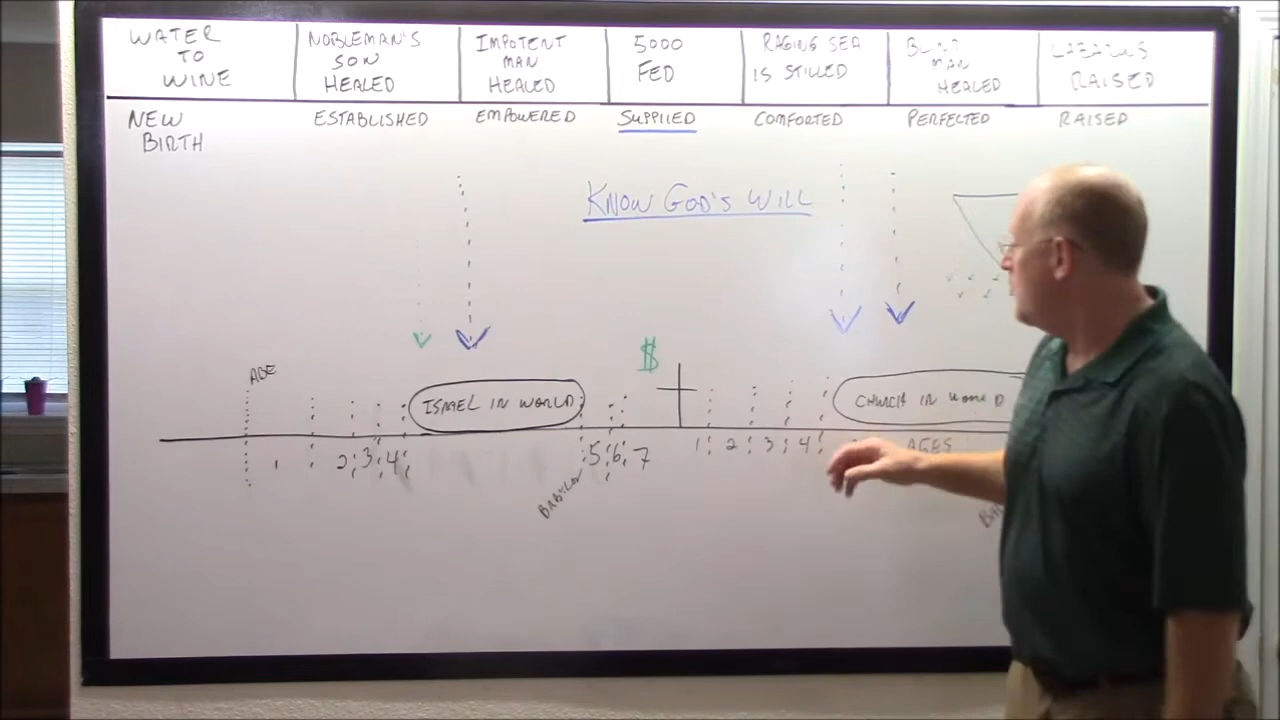 WATER
TO
WINE
NOBLEMAN'S
SON
HEALED
IMPOTENT
MAN
HEALED
5000
FED
RAGING SEA
IS STILLED
MAN
HEALED
LAZARUS
RAISED
NEW
BIRTH
ESTABLISHED
EMPOWERED
SUPPLIED
COMFORTED
PERFECTED
RAISED
KNOW GOD'S WILL
$
ABE
ISRAEL IN WORLD
CHURCH IN WORLD
1 2 3 4 5 6 7
1 2 3 4 AGES
BABYLON